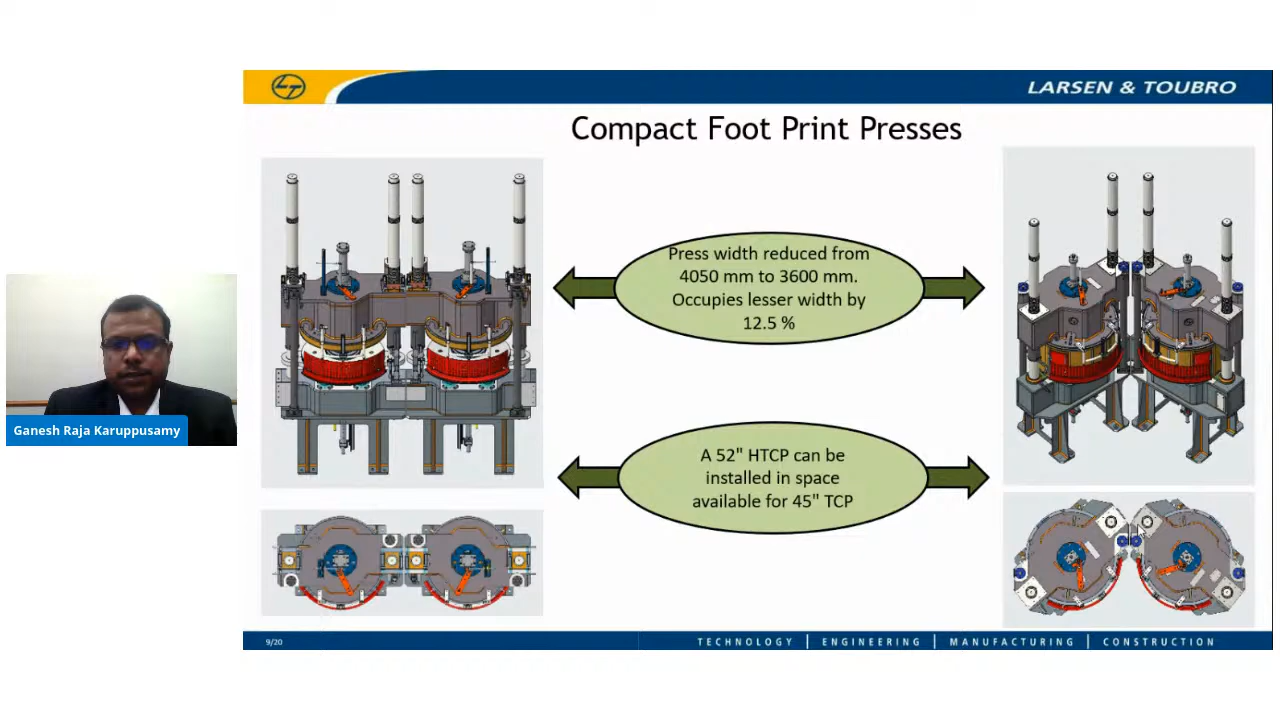 LARSEN & TOUBRO
Compact Foot Print Presses
Press width reduced from
4050 mm to 3600 mm.
Occupies lesser width by
12.5 %
A 52" HTCP can be
installed in space
available for 45" TCP
Ganesh Raja Karuppusamy
9/20
TECHNOLOGY | ENGINEERING | MANUFACTURING | CONSTRUCTION